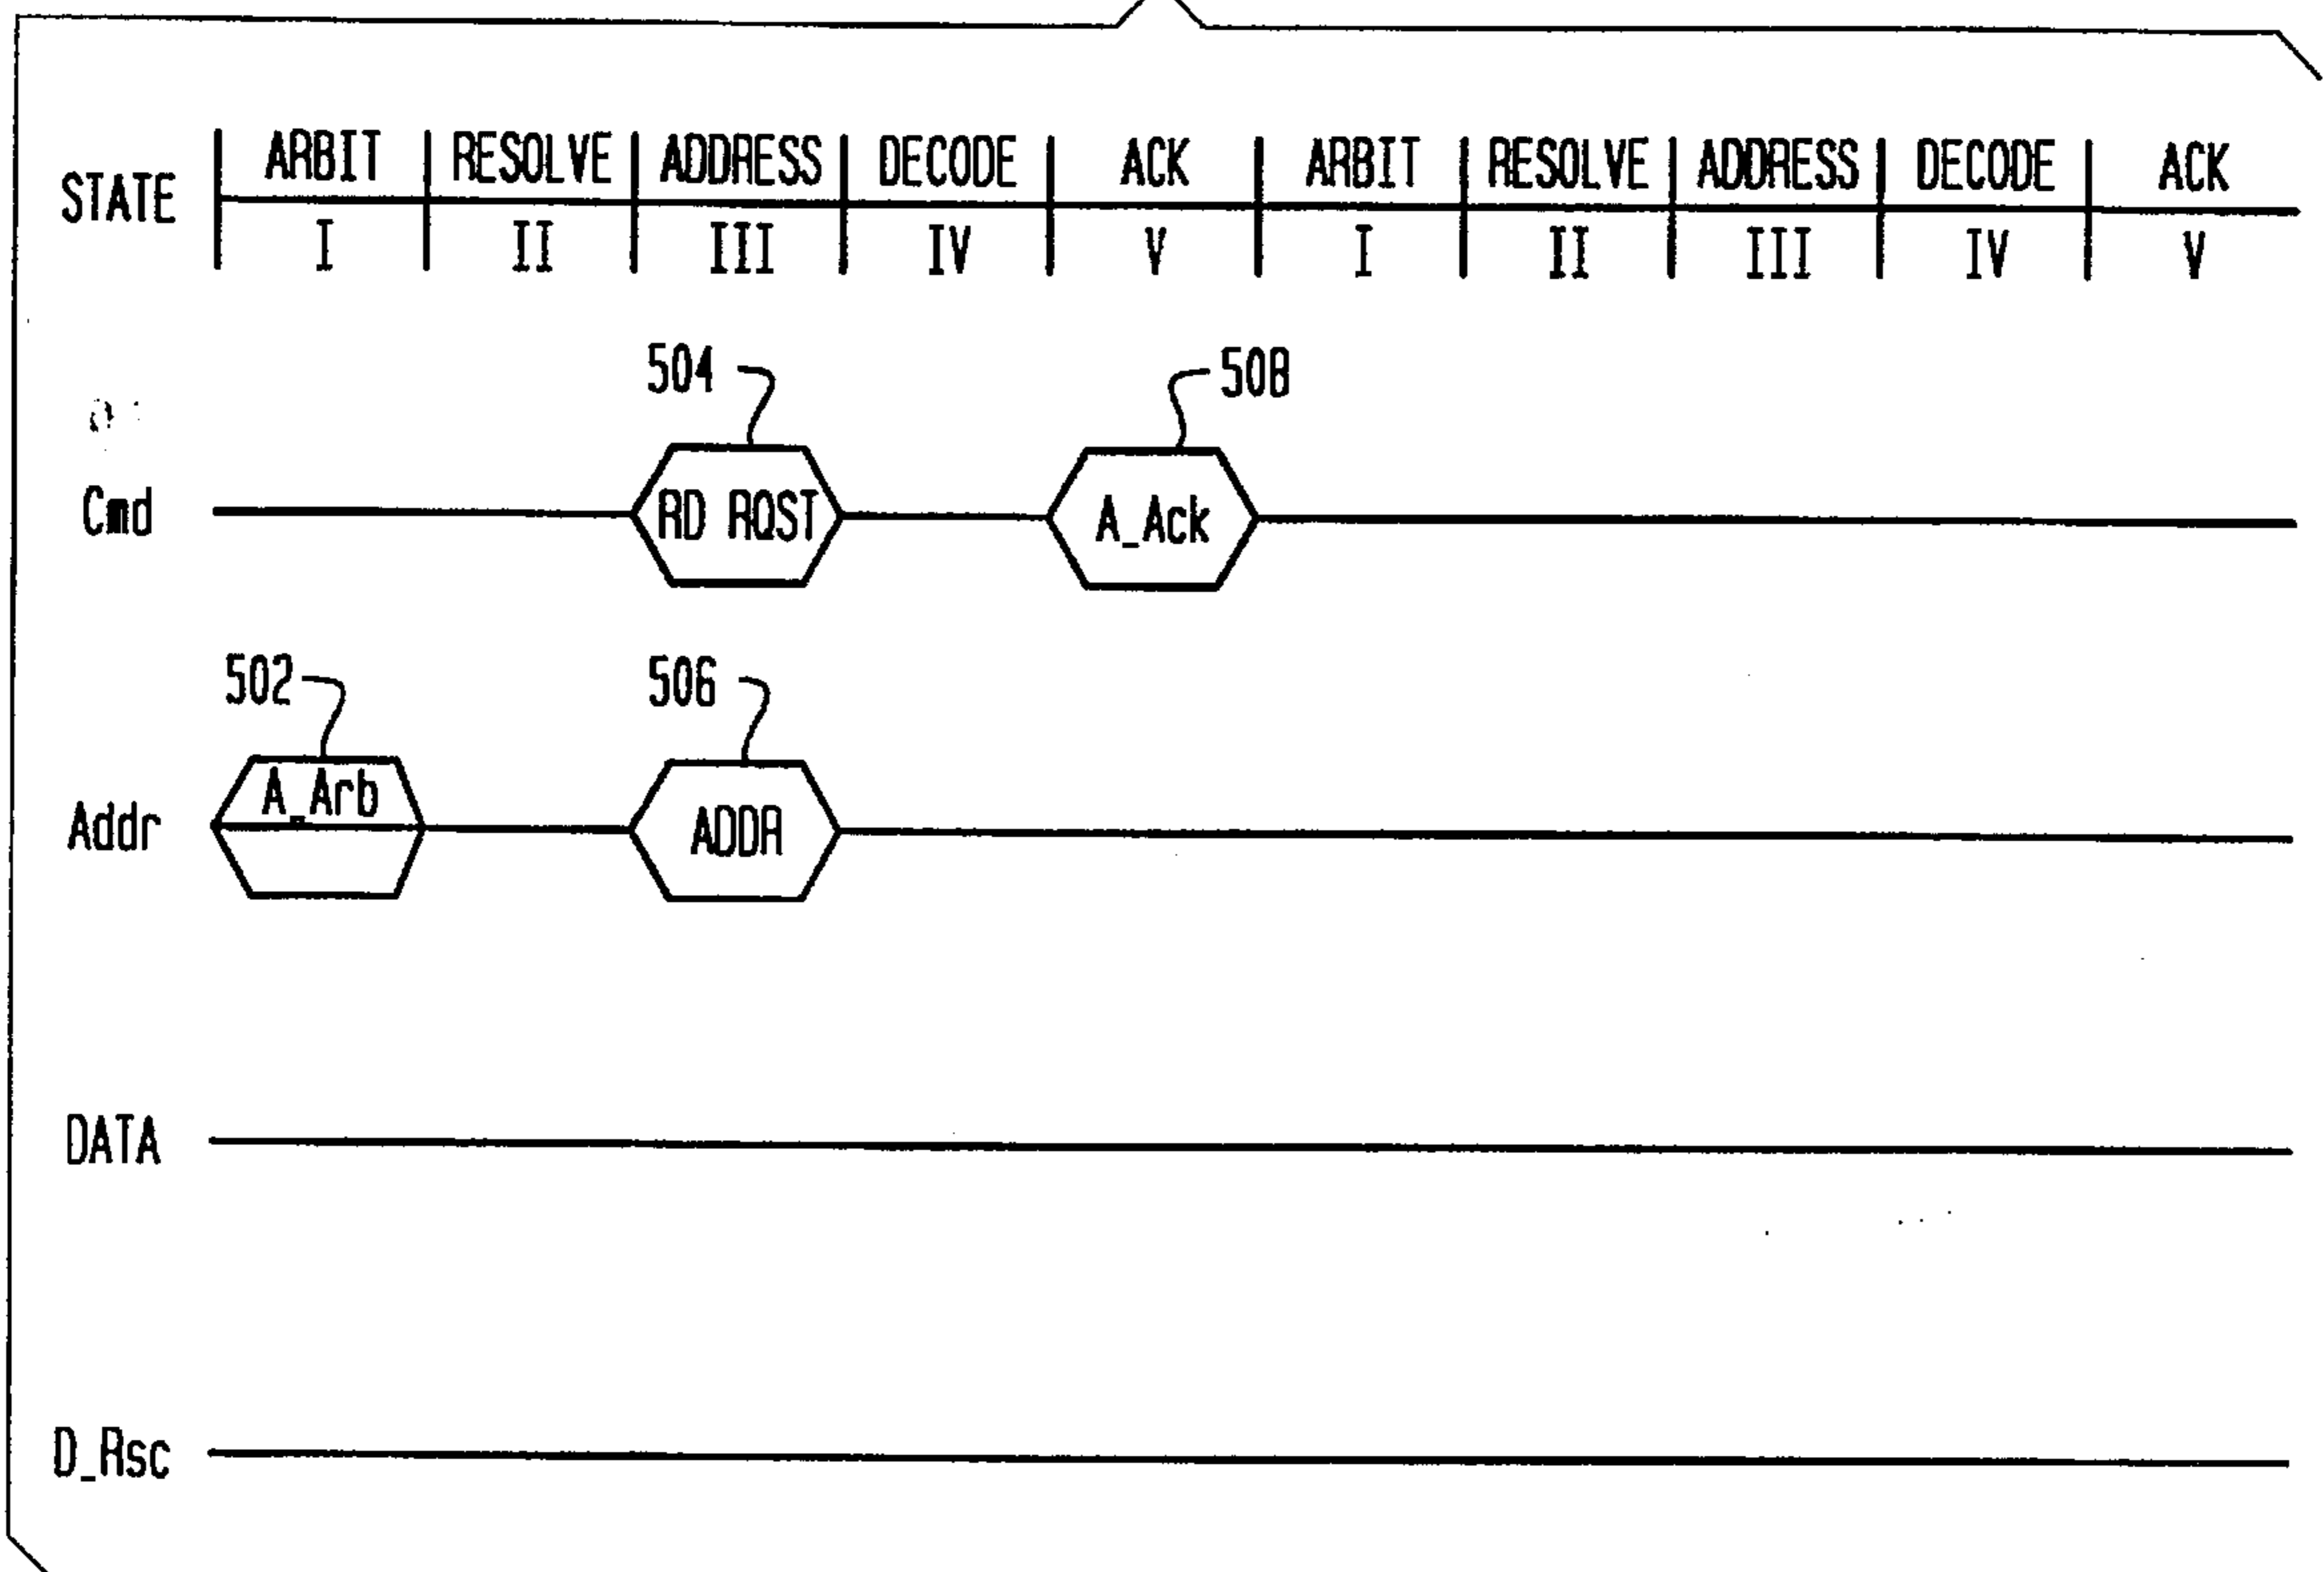 ARBIT RESOLVE ADDRESS DECODE ACK ARBIT RESOLVE ADDRESS DECODE ACK
STATE
I II III IV V I II III IV V
504 508
Cmd RD RQST A_Ack
502 506
A_Arb
Addr ADDR
DATA
D_Rsc